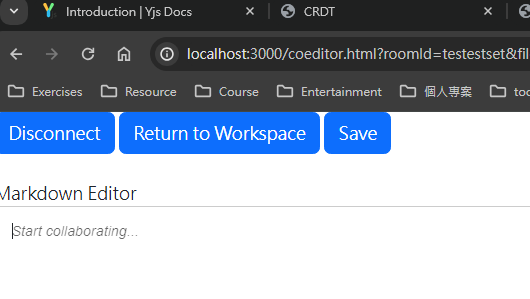 Introduction | Yjs Docs
CRDT
localhost:3000/coeditor.html?roomId=testestset&fil
Exercises Resource Course Entertainment 個人專案 too
Disconnect Return to Workspace Save
Markdown Editor
Start collaborating...